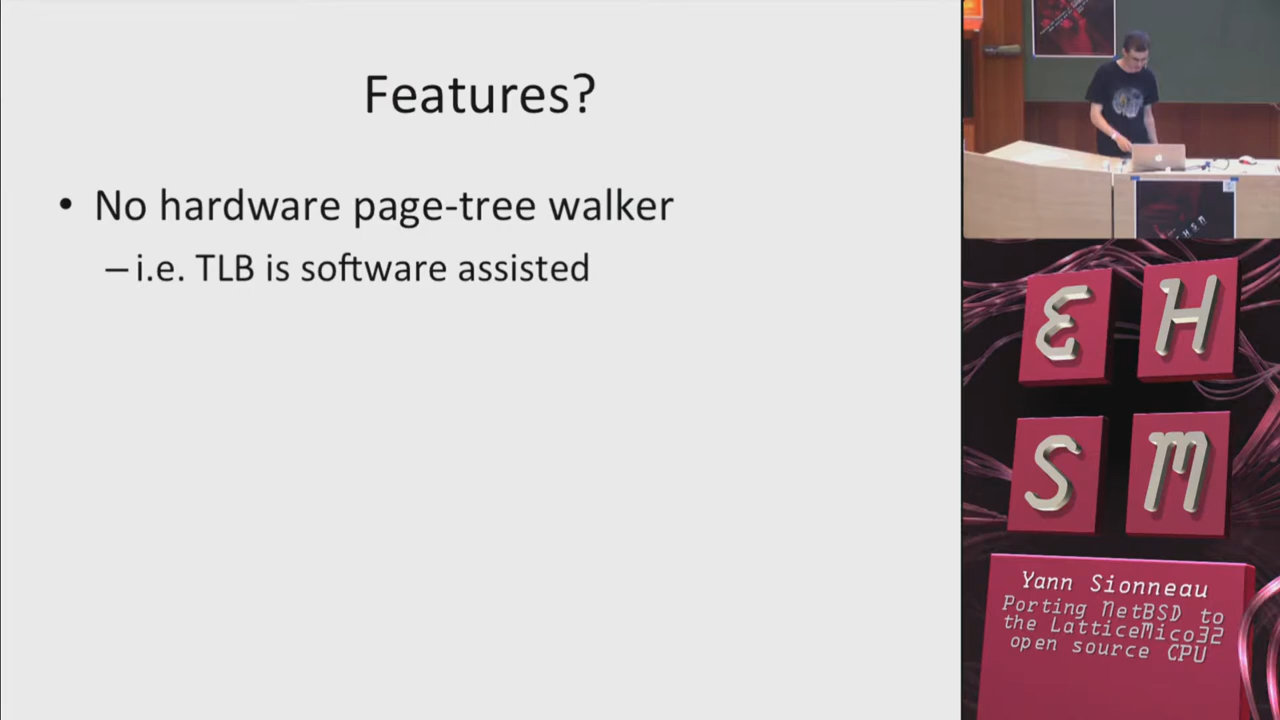 Features?
• No hardware page-tree walker
– i.e. TLB is software assisted
E H
S M
Yann Sionneau
Porting NetBSD to
the LatticeMico32
open source CPU